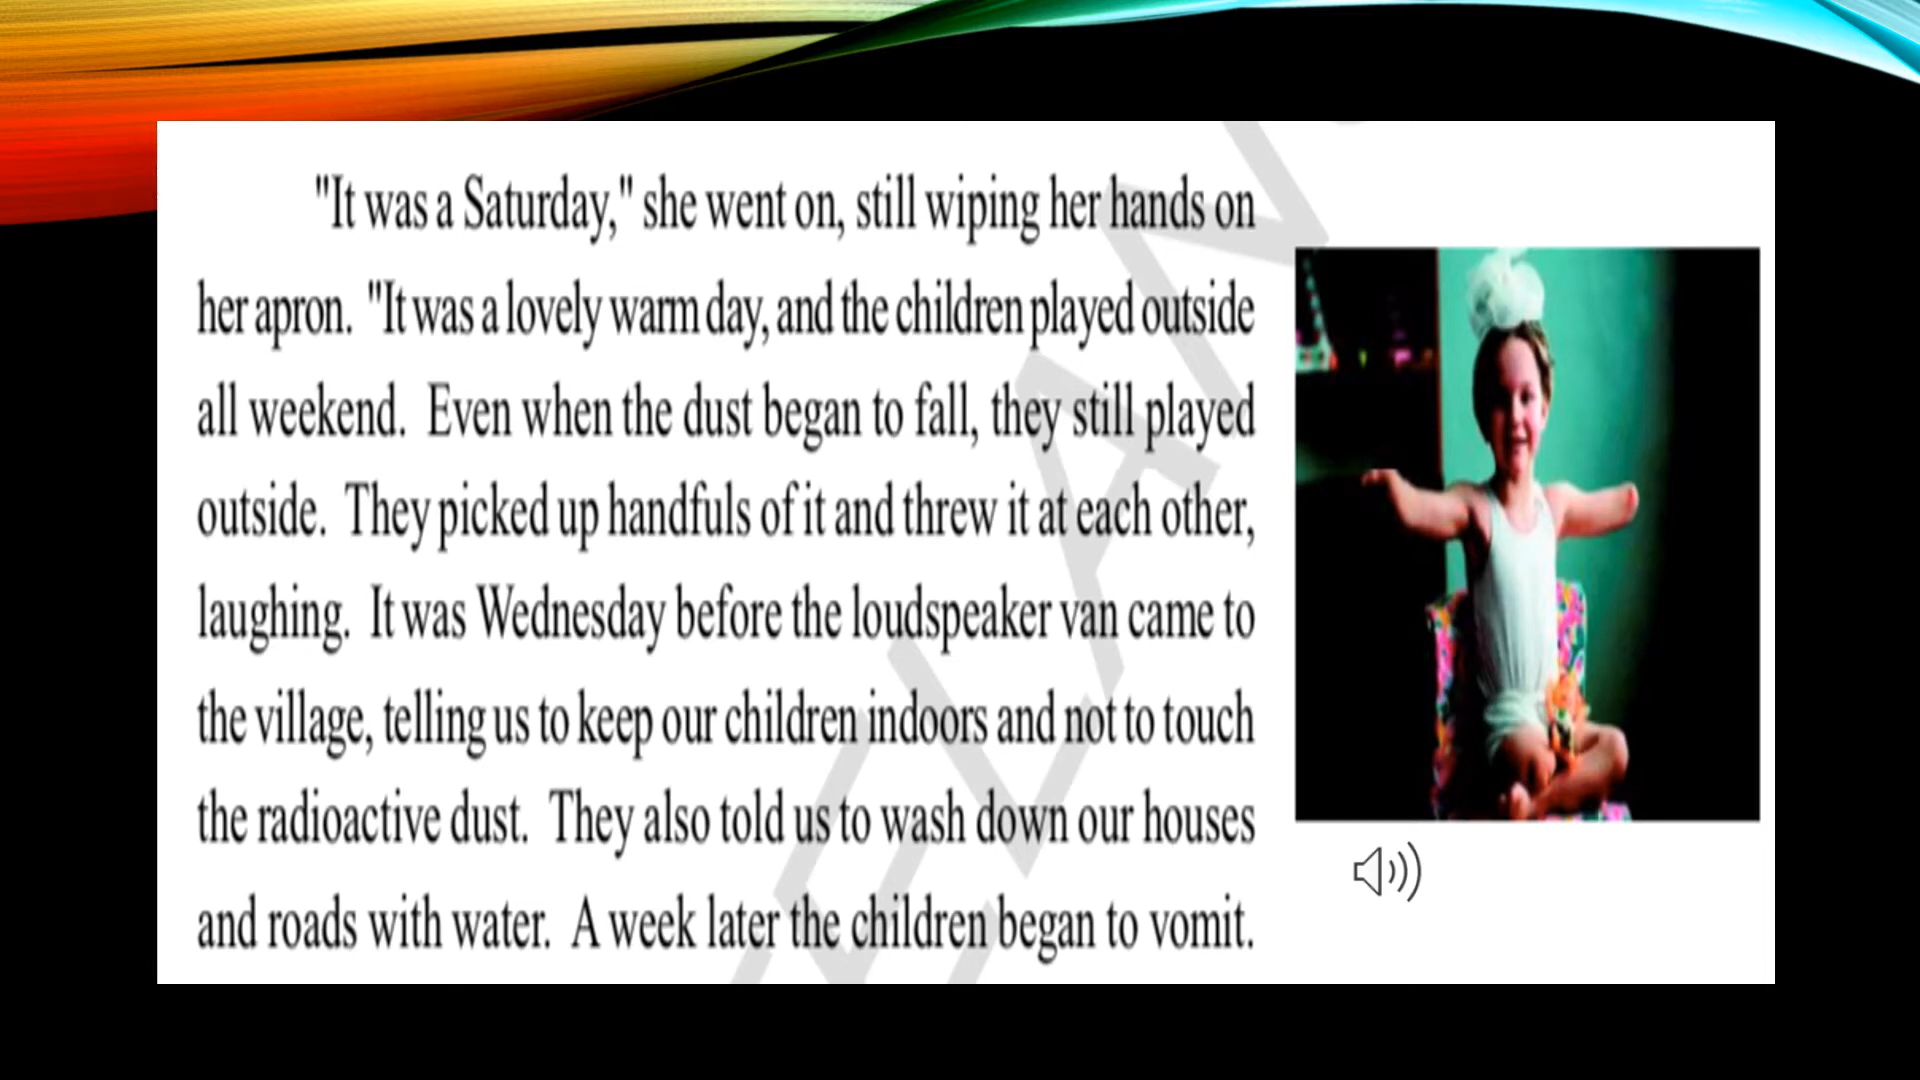 "It was a Saturday," she went on, still wiping her hands on
her apron. "It was a lovely warm day, and the children played outside
all weekend. Even when the dust began to fall, they still played
outside. They picked up handfuls of it and threw it at each other,
laughing. It was Wednesday before the loudspeaker van came to
the village, telling us to keep our children indoors and not to touch
the radioactive dust. They also told us to wash down our houses
and roads with water. A week later the children began to vomit.